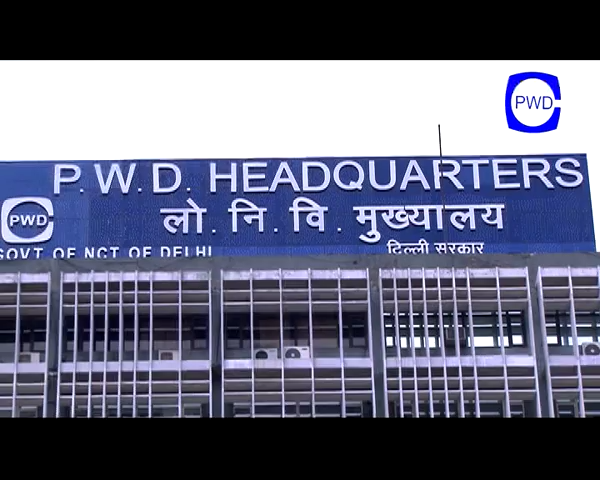 PWD
P.W.D. HEADQUARTERS
लो . नि . वि . मुख्यालय
PWD
GOVT. OF NCT OF DELHI
दिल्ली सरकार